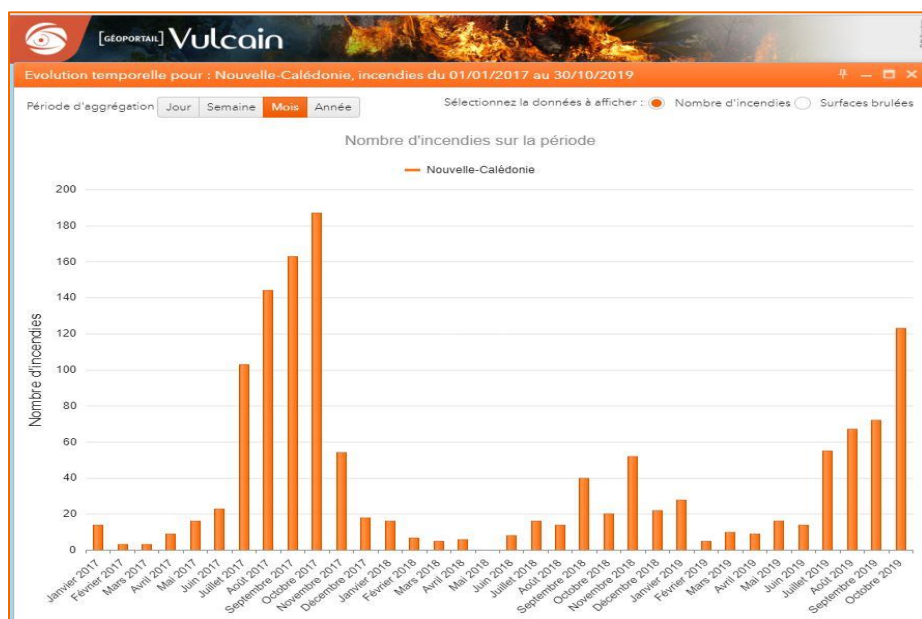 [GÉOPORTAIL] Vulcain
Evolution temporelle pour : Nouvelle-Calédonie, incendies du 01/01/2017 au 30/10/2019
Période d'aggrégation Jour Semaine Mois Année Sélectionnez la données à afficher : Nombre d'incendies Surfaces brulées
Nombre d'incendies sur la période
Nouvelle-Calédonie
Nombre d'incendies
200
180
160
140
120
100
80
60
40
20
0
Janvier 2017
Février 2017
Mars 2017
Avril 2017
Mai 2017
Juin 2017
Juillet 2017
Août 2017
Septembre 2017
Octobre 2017
Novembre 2017
Décembre 2017
Janvier 2018
Février 2018
Mars 2018
Avril 2018
Mai 2018
Juin 2018
Juillet 2018
Août 2018
Septembre 2018
Octobre 2018
Novembre 2018
Décembre 2018
Janvier 2019
Février 2019
Mars 2019
Avril 2019
Mai 2019
Juin 2019
Juillet 2019
Août 2019
Septembre 2019
Octobre 2019